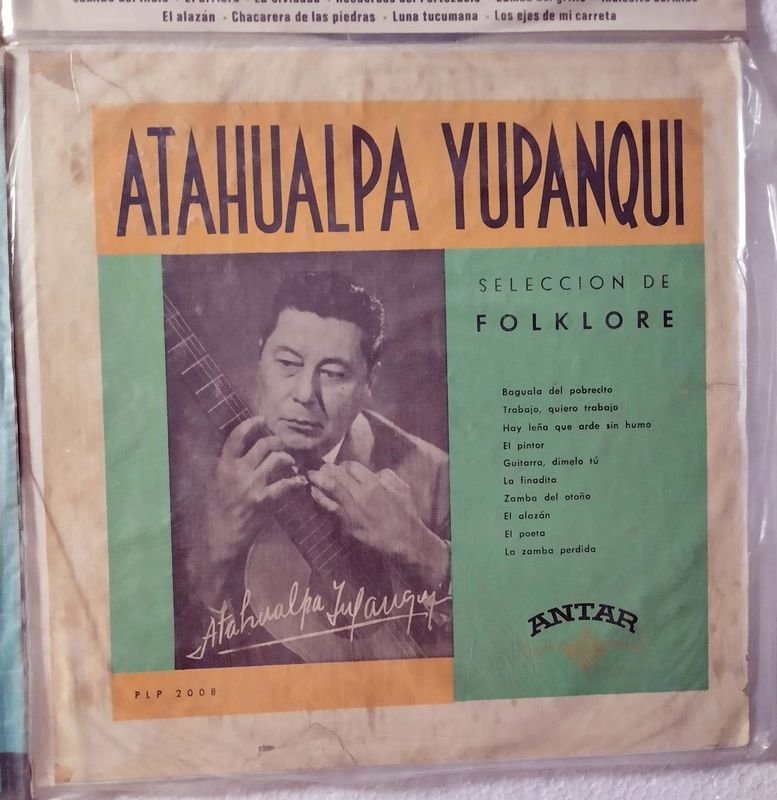 El alazán • Chacarera de las piedras • Luna tucumana • Los ejes de mi carreta
ATAHUALPA YUPANQUI
SELECCION DE
FOLKLORE
Baguala del pobrecito
Trabajo, quiero trabajo
Hay leña que arde sin humo
El pintor
Guitarra, dímelo tú
La finadita
Zamba del otoño
El alazán
El poeta
La zamba perdida
Atahualpa Yupanqui
ANTAR
PLP 2008